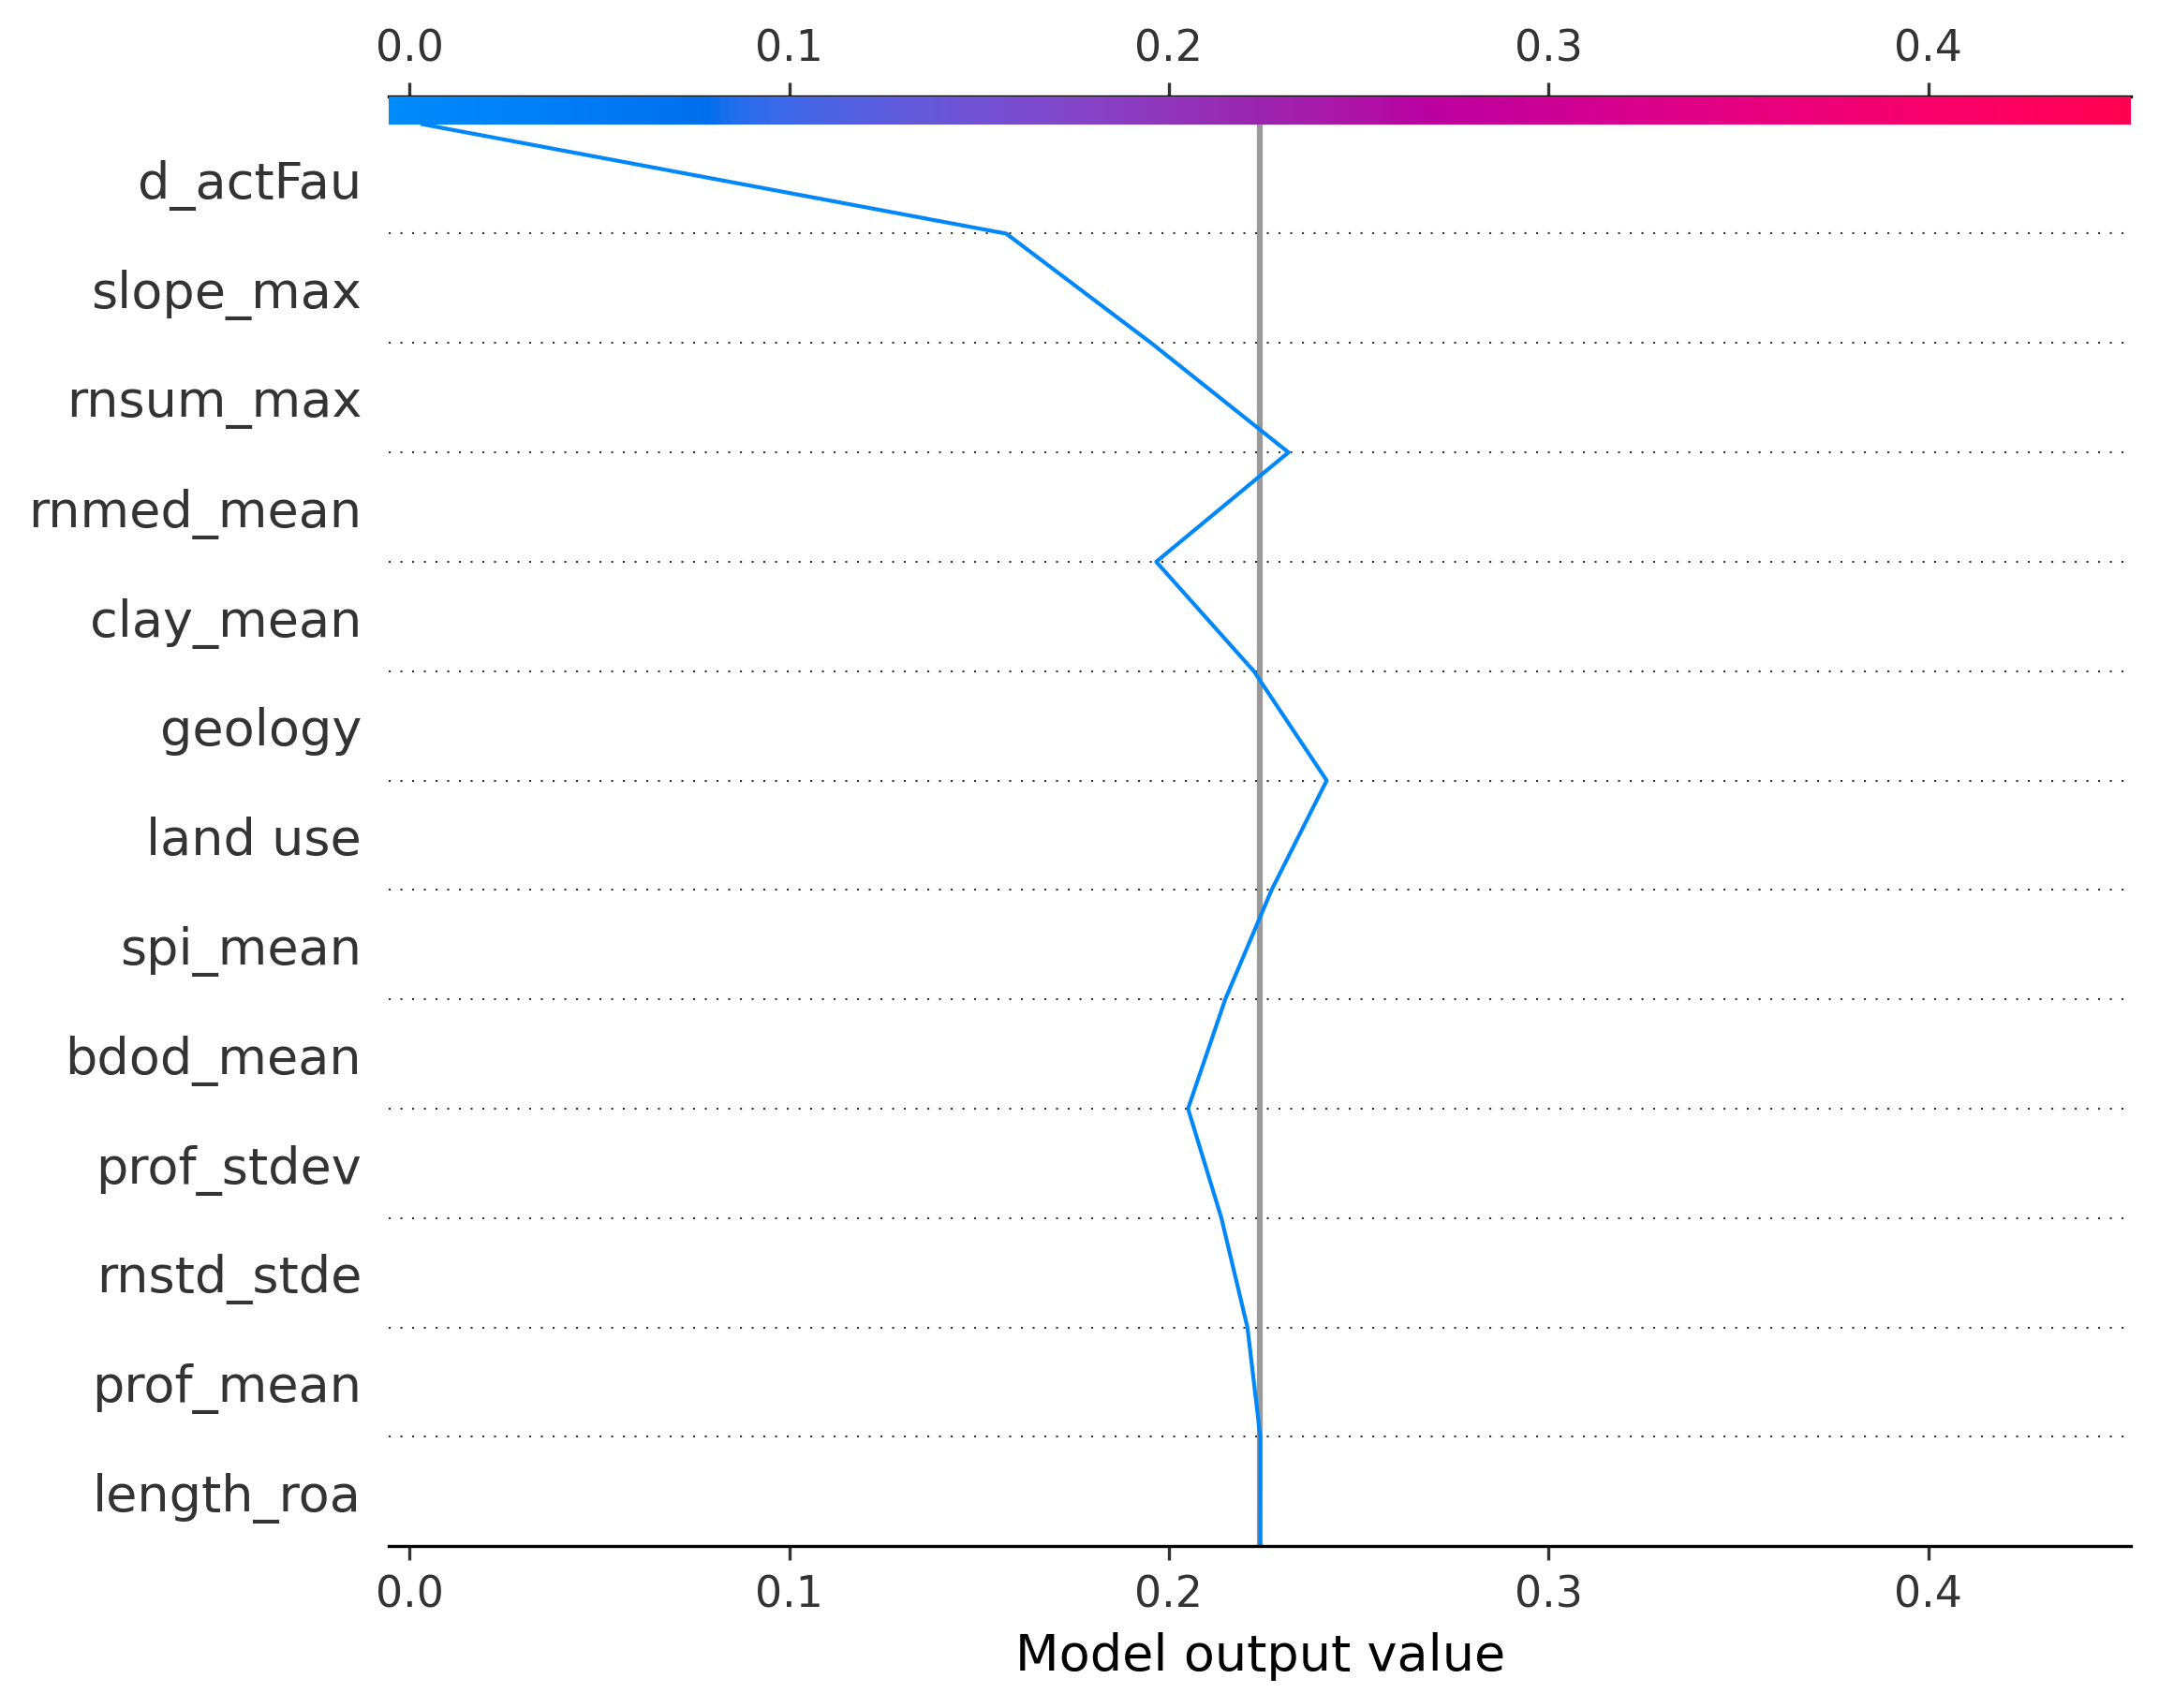 0.0 0.1 0.2 0.3 0.4
d_actFau
slope_max
rnsum_max
rnmed_mean
clay_mean
geology
land use
spi_mean
bdod_mean
prof_stdev
rnstd_stde
prof_mean
length_roa
0.0 0.1 0.2 0.3 0.4
Model output value